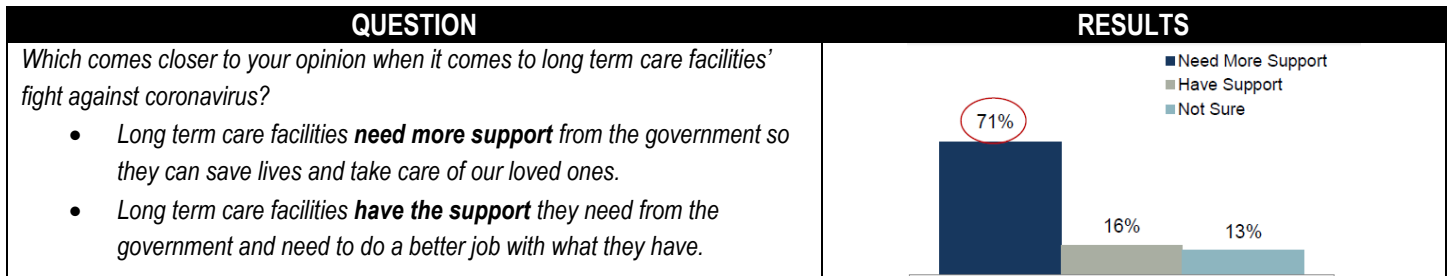 QUESTION
RESULTS
Which comes closer to your opinion when it comes to long term care facilities'
fight against coronavirus?
• Long term care facilities need more support from the government so
they can save lives and take care of our loved ones.
• Long term care facilities have the support they need from the
government and need to do a better job with what they have.
Need More Support
Have Support
Not Sure
71%
16%
13%